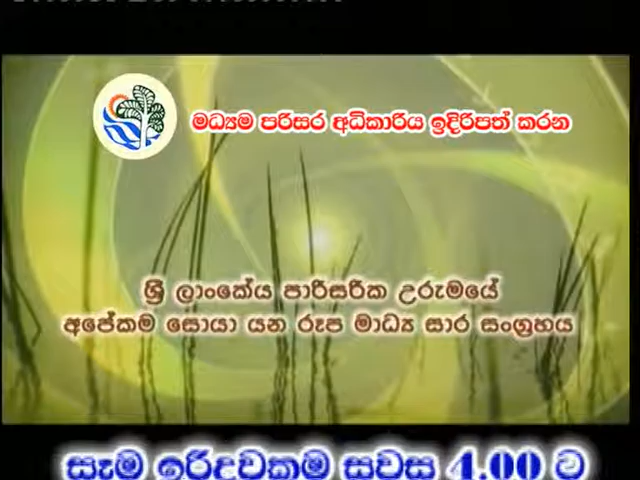 මධ්‍යම පරිසර අධිකාරිය ඉදිරිපත් කරන
ශ්‍රී ලාංකේය පාරිසරික උරුමයේ
අපේකම සොයා යන රූප මාධ්‍ය සාර සංග්‍රහය
සෑම ඉරිදාවකම සවස 4.00 ට